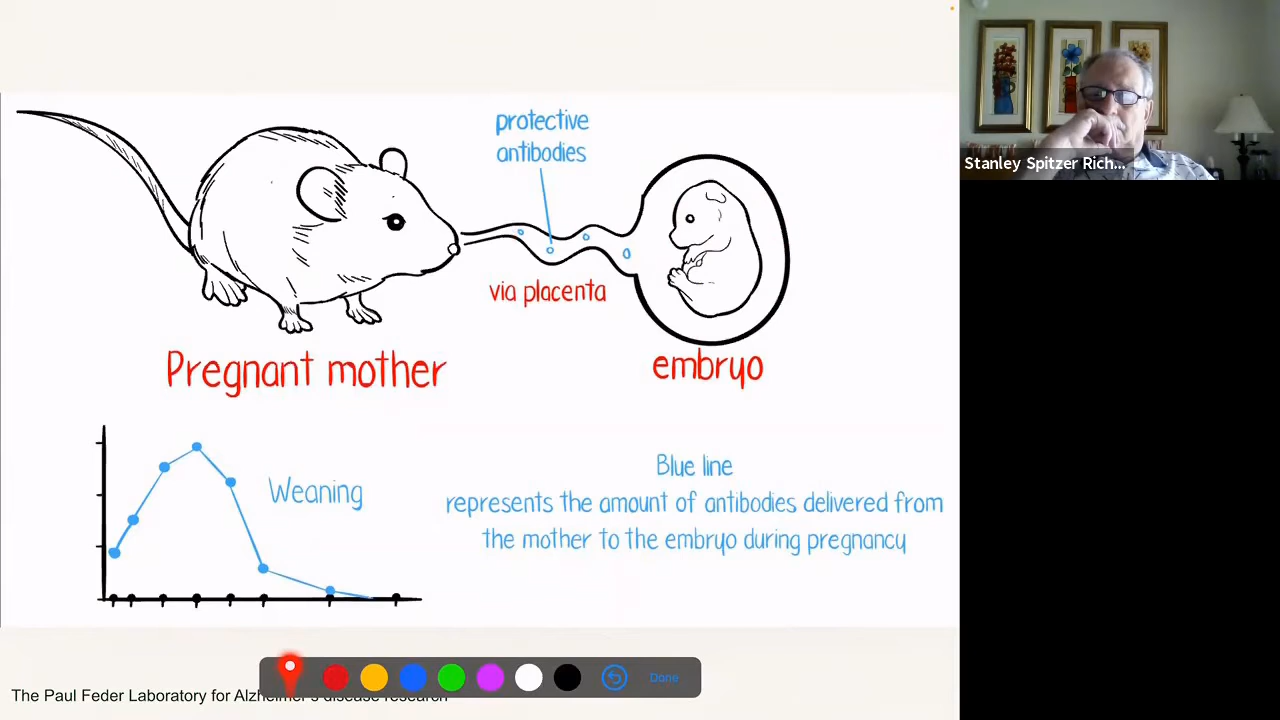 protective
antibodies
Stanley Spitzer Rich...
via placenta
Pregnant mother
embryo
Weaning
Blue line
represents the amount of antibodies delivered from
the mother to the embryo during pregnancy
Done
The Paul Feder Laboratory for Alzheimer's disease research